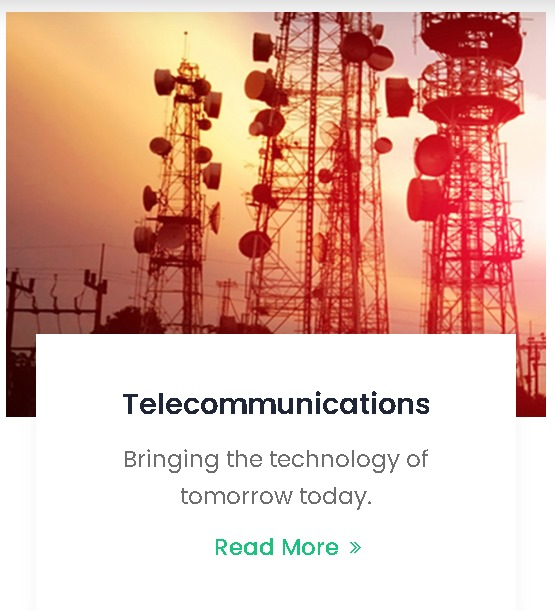 Telecommunications
Bringing the technology of
tomorrow today.
Read More »